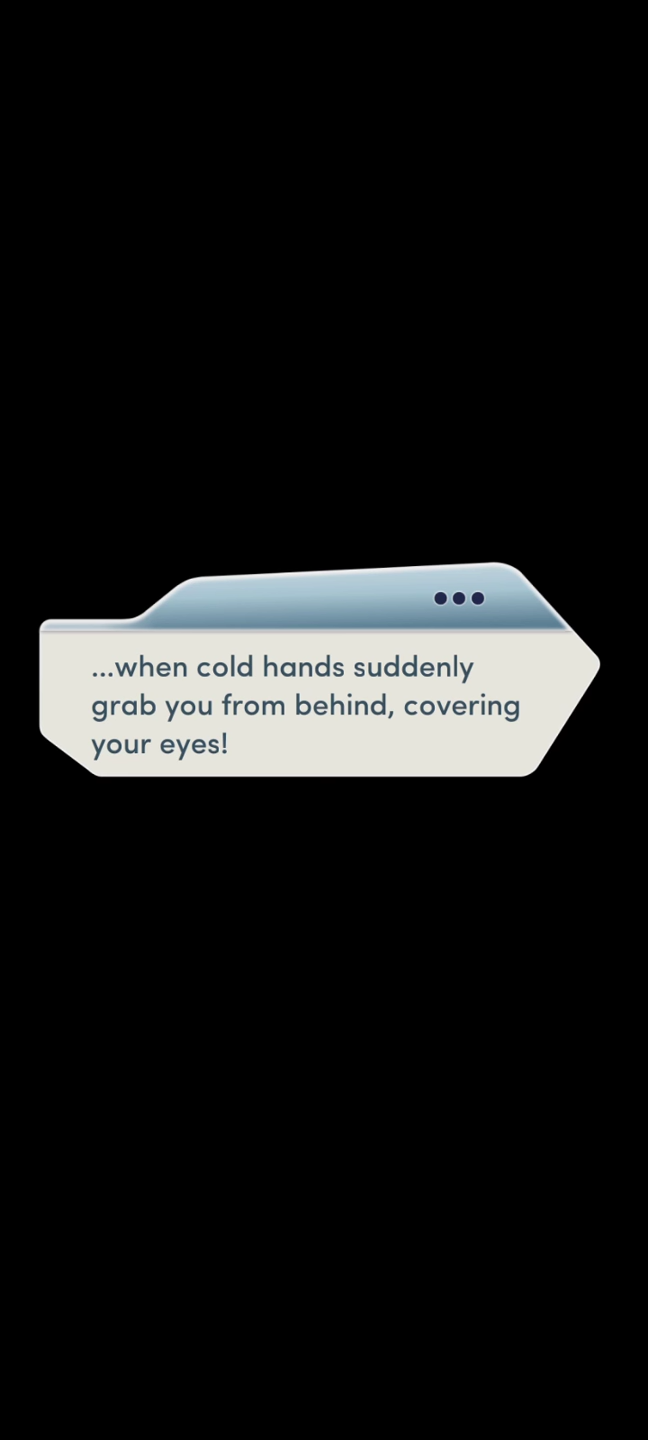 ...when cold hands suddenly
grab you from behind, covering
your eyes!